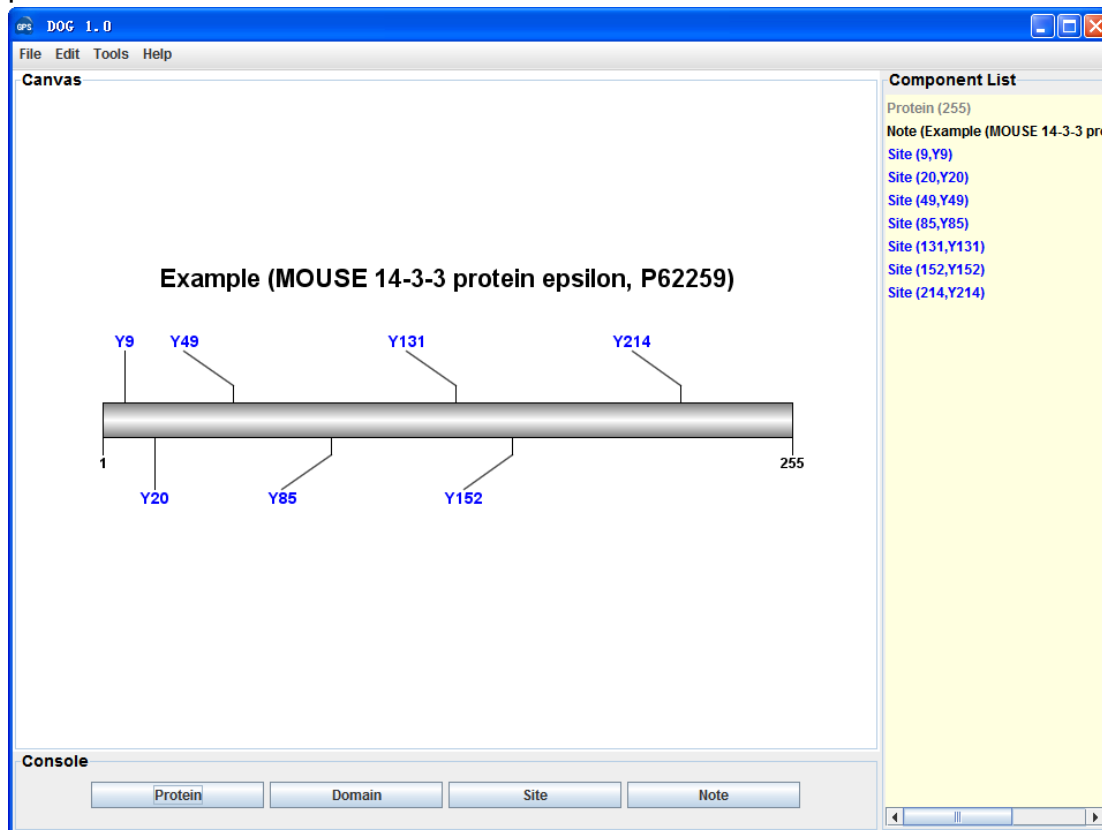 GPS DOG 1.0
File Edit Tools Help
Canvas
Example (MOUSE 14-3-3 protein epsilon, P62259)
Y9 Y49 Y131 Y214
1 255
Y20 Y85 Y152
Component List
Protein (255)
Note (Example (MOUSE 14-3-3 pr
Site (9,Y9)
Site (20,Y20)
Site (49,Y49)
Site (85,Y85)
Site (131,Y131)
Site (152,Y152)
Site (214,Y214)
Console
Protein Domain Site Note